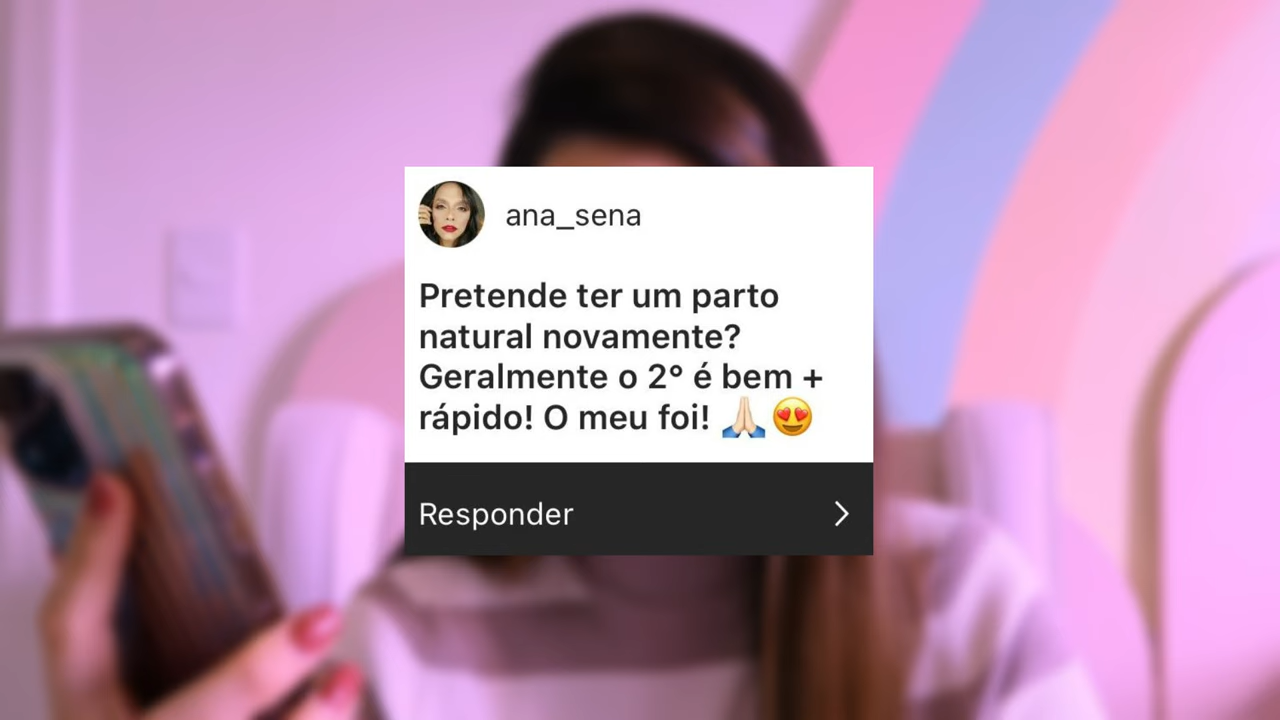 ana_sena
Pretende ter um parto
natural novamente?
Geralmente o 2° é bem +
rápido! O meu foi! 🙏🏻😍
Responder